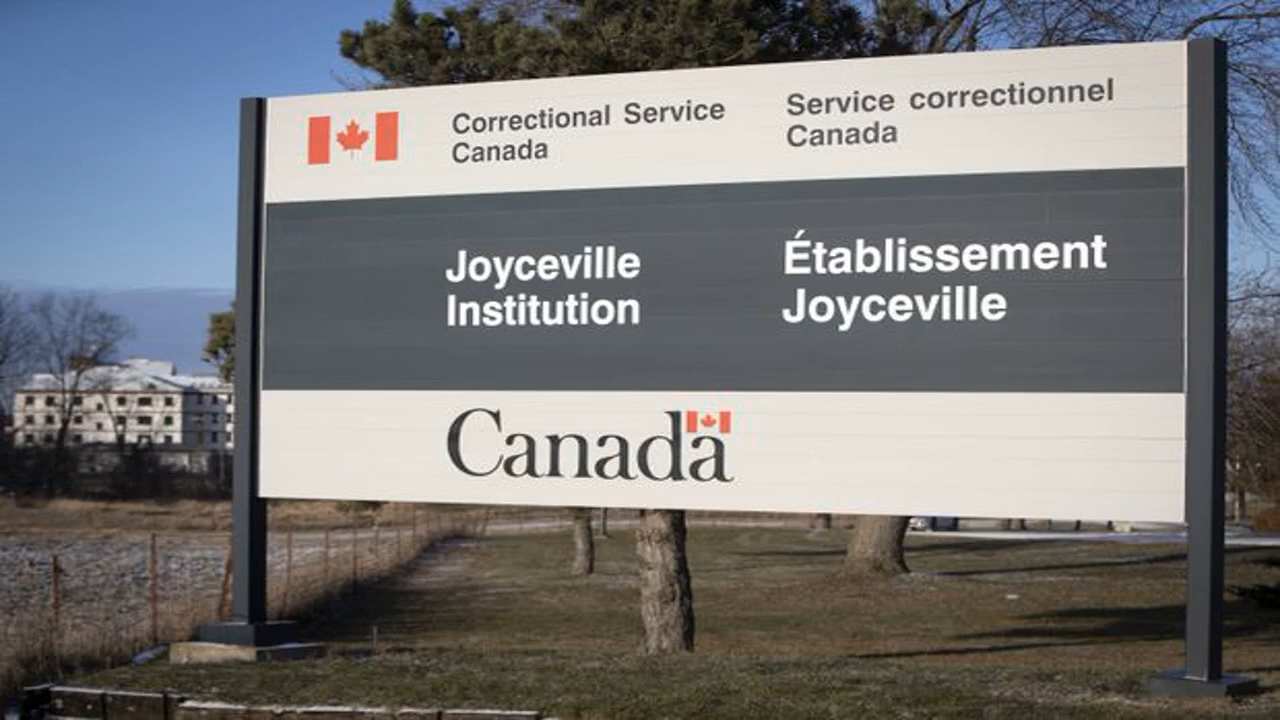 Correctional Service
Canada
Service correctionnel
Canada
Joyceville
Institution
Établissement
Joyceville
Canada